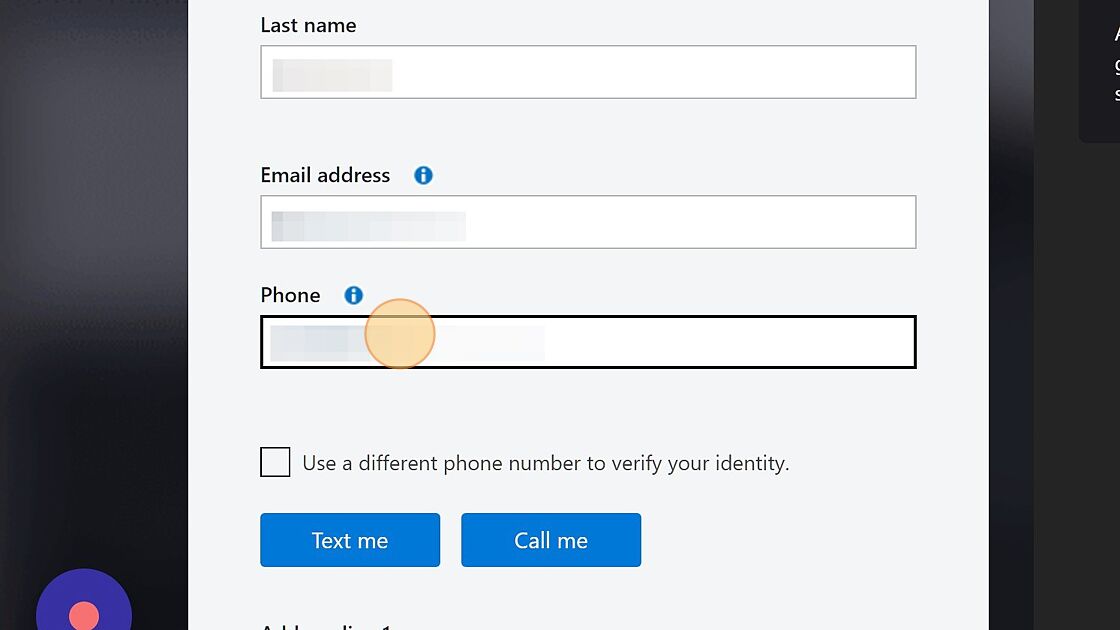 Last name
Email address
Phone
Use a different phone number to verify your identity.
Text me
Call me